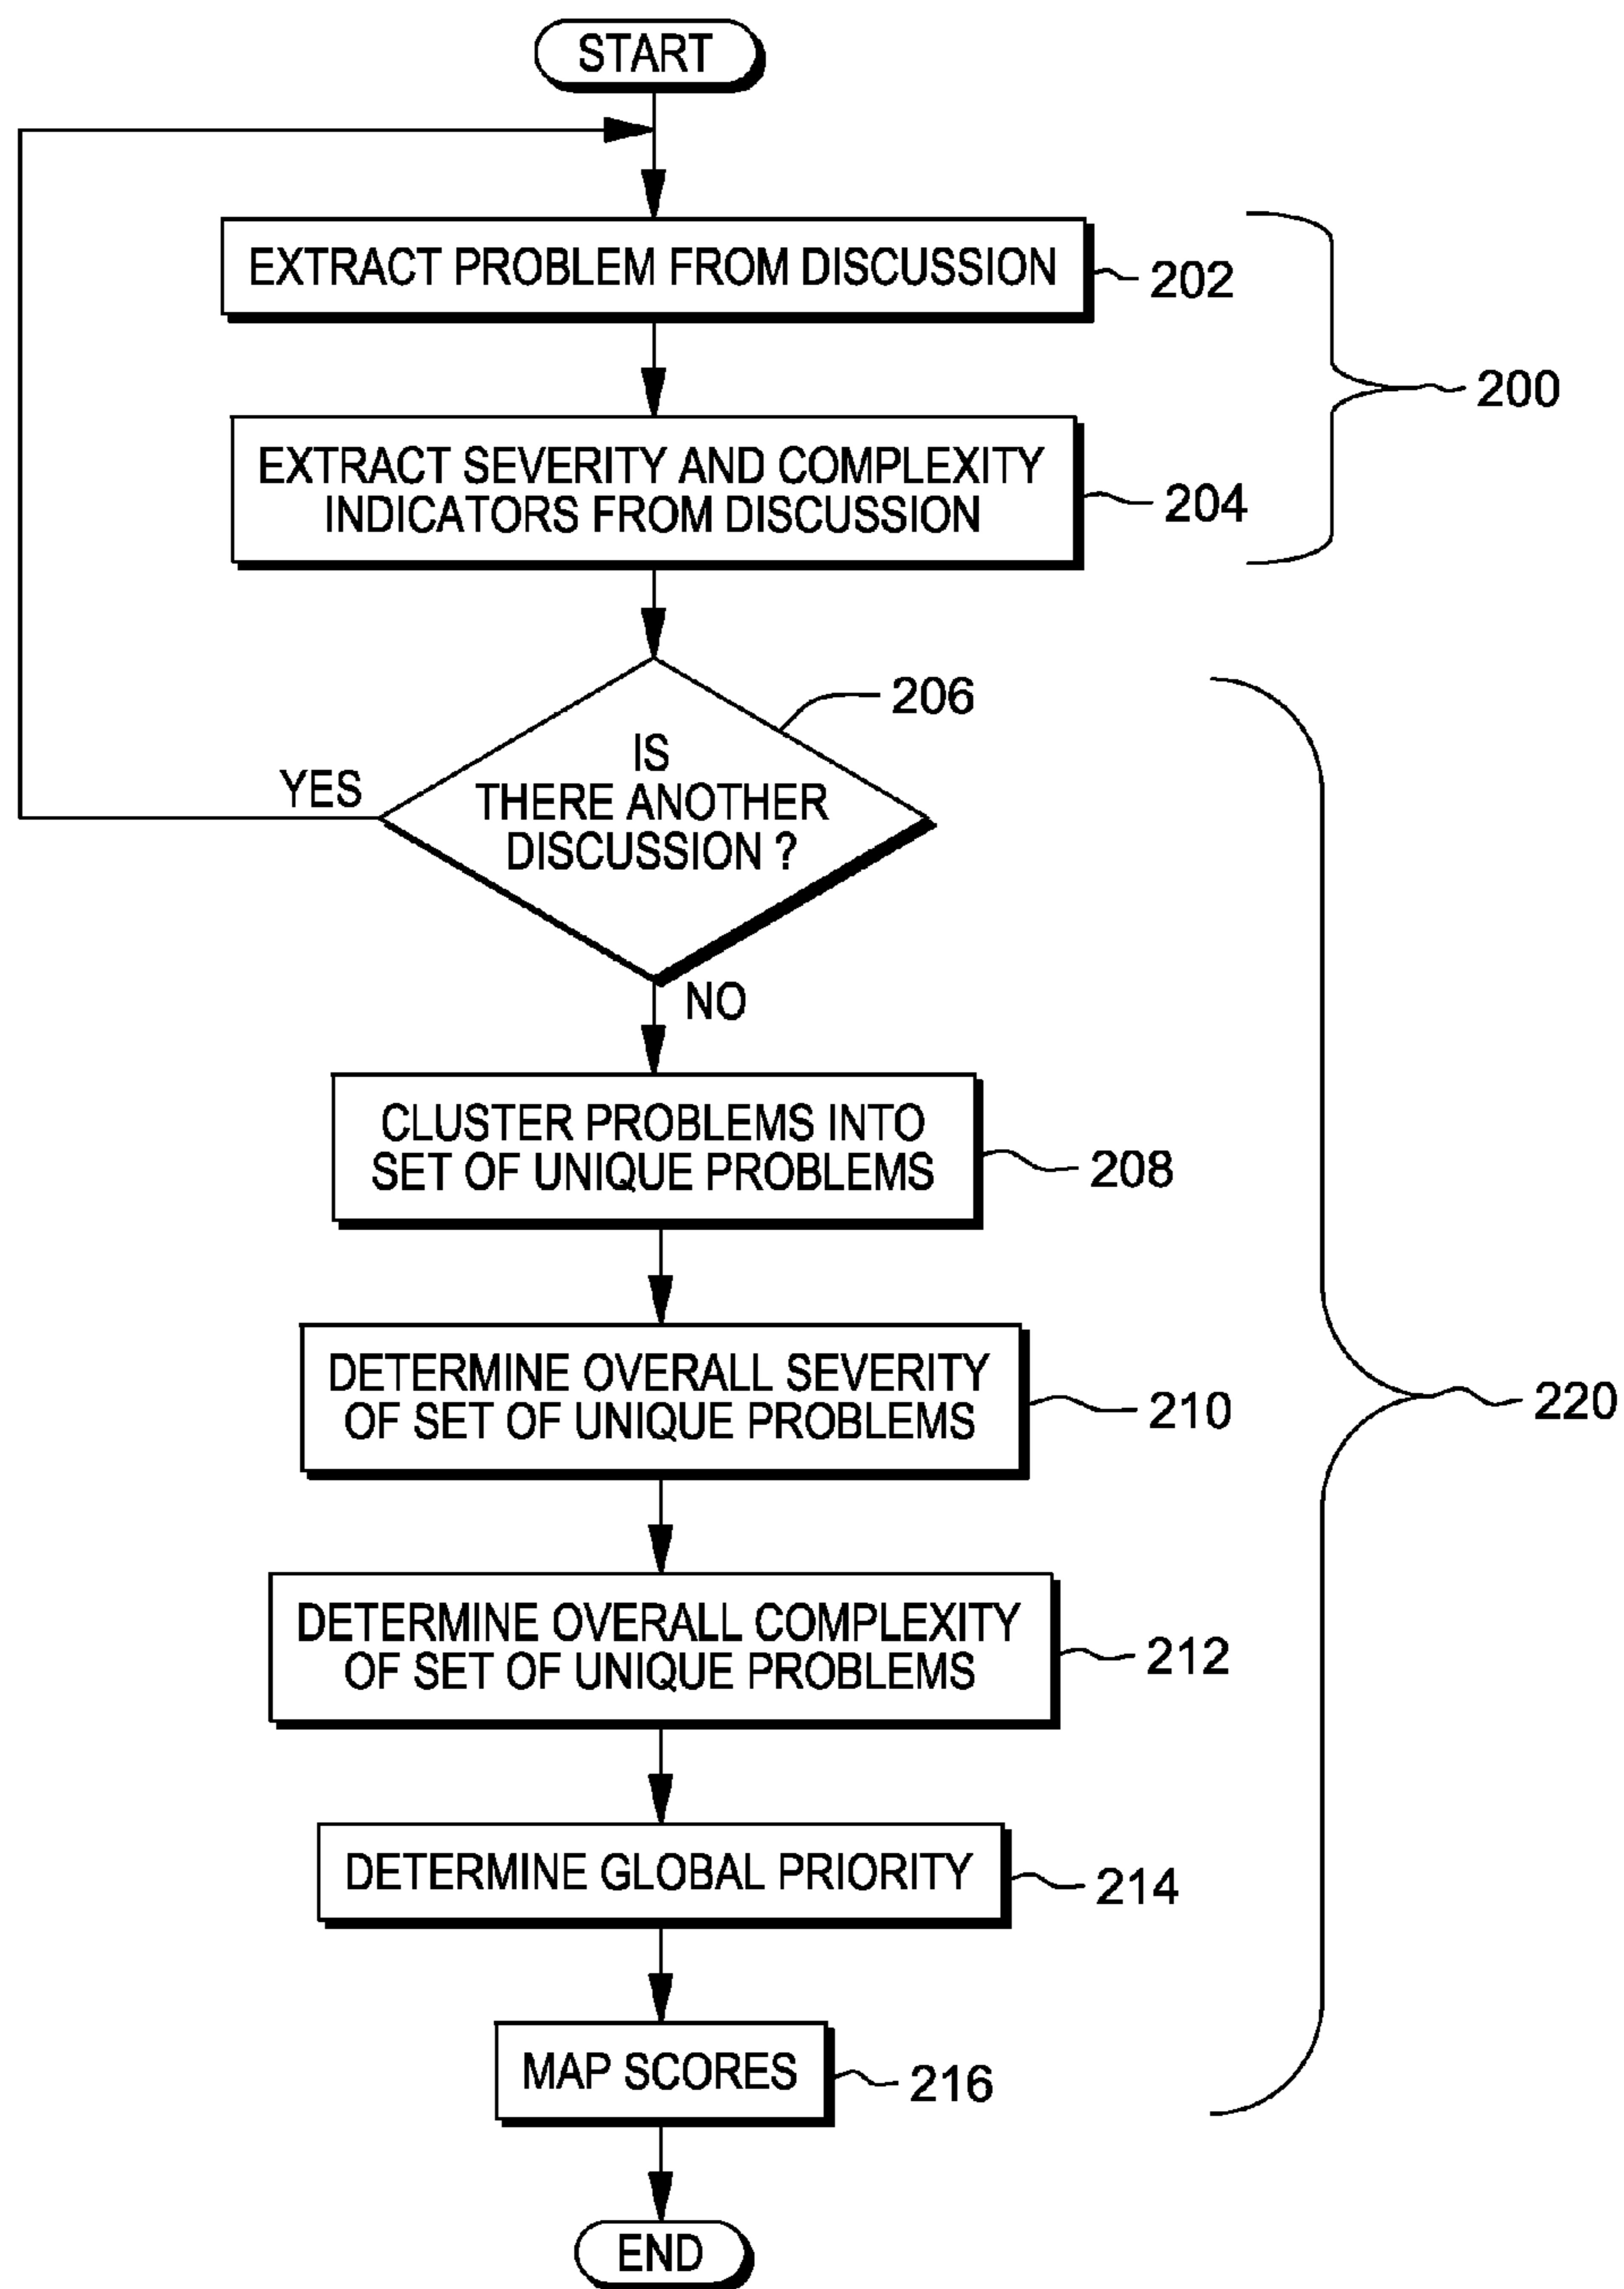 START
EXTRACT PROBLEM FROM DISCUSSION
202
200
EXTRACT SEVERITY AND COMPLEXITY
INDICATORS FROM DISCUSSION
204
206
IS
THERE ANOTHER
DISCUSSION ?
YES
NO
CLUSTER PROBLEMS INTO
SET OF UNIQUE PROBLEMS
208
DETERMINE OVERALL SEVERITY
OF SET OF UNIQUE PROBLEMS
210
220
DETERMINE OVERALL COMPLEXITY
OF SET OF UNIQUE PROBLEMS
212
DETERMINE GLOBAL PRIORITY
214
MAP SCORES
216
END